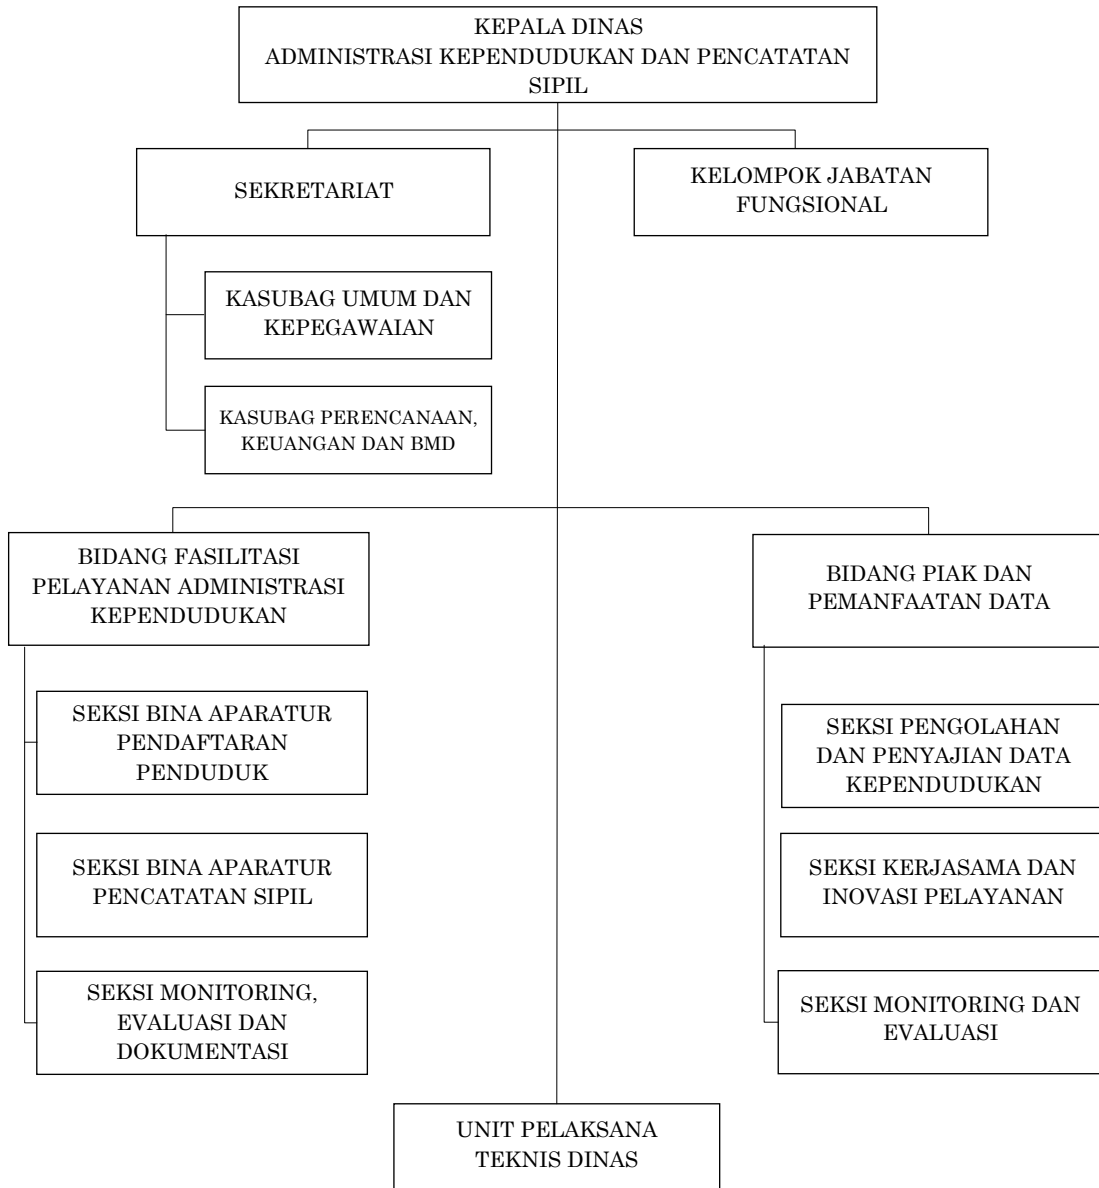 KEPALA DINAS
ADMINISTRASI KEPENDUDUKAN DAN PENCATATAN
SIPIL
SEKRETARIAT
KELOMPOK JABATAN
FUNGSIONAL
KASUBAG UMUM DAN
KEPEGAWAIAN
KASUBAG PERENCANAAN,
KEUANGAN DAN BMD
BIDANG FASILITASI
PELAYANAN ADMINISTRASI
KEPENDUDUKAN
SEKSI BINA APARATUR
PENDAFTARAN
PENDUDUK
SEKSI BINA APARATUR
PENCATATAN SIPIL
SEKSI MONITORING,
EVALUASI DAN
DOKUMENTASI
BIDANG PIAK DAN
PEMANFAATAN DATA
SEKSI PENGOLAHAN
DAN PENYAJIAN DATA
KEPENDUDUKAN
SEKSI KERJASAMA DAN
INOVASI PELAYANAN
SEKSI MONITORING DAN
EVALUASI
UNIT PELAKSANA
TEKNIS DINAS